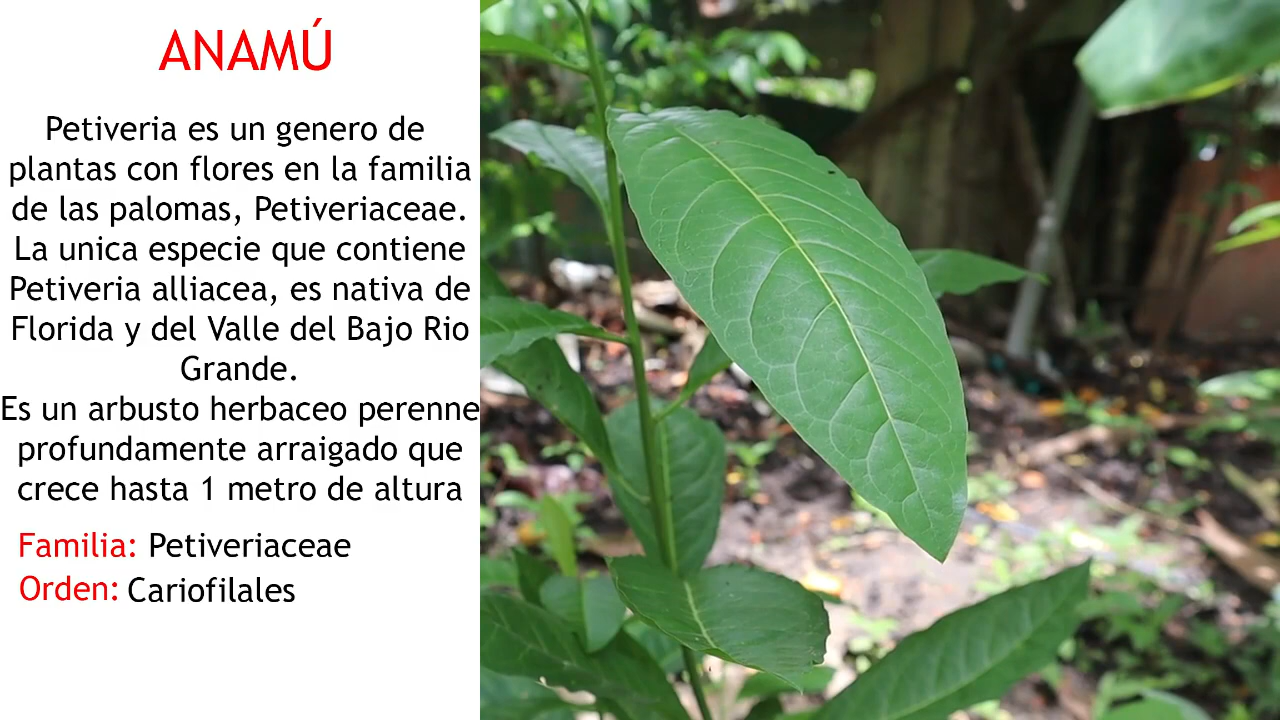 ANAMÚ
Petiveria es un genero de
plantas con flores en la familia
de las palomas, Petiveriaceae.
La unica especie que contiene
Petiveria alliacea, es nativa de
Florida y del Valle del Bajo Rio
Grande.
Es un arbusto herbaceo perenne
profundamente arraigado que
crece hasta 1 metro de altura
Familia: Petiveriaceae
Orden: Cariofilales